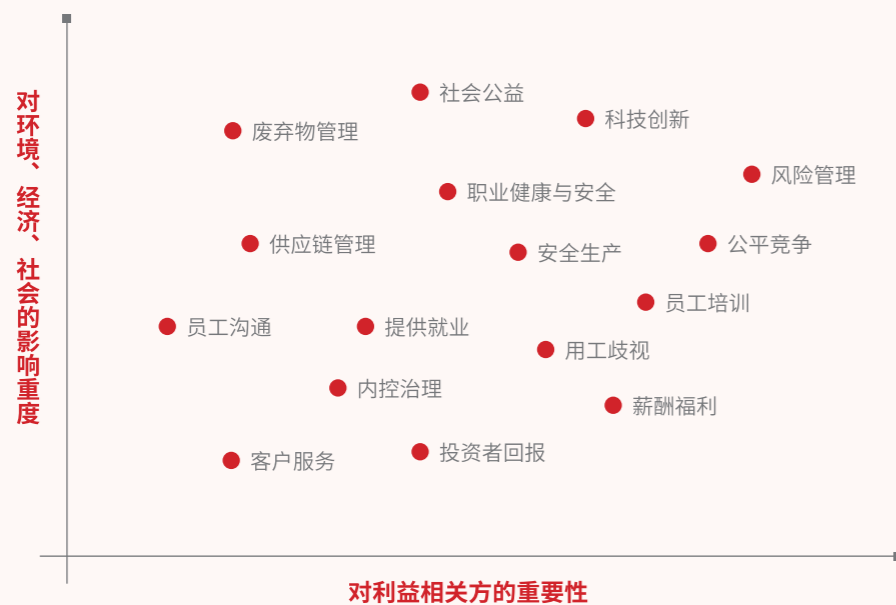 对环境、经济、社会的影响重度
社会公益
科技创新
废弃物管理
风险管理
职业健康与安全
供应链管理
安全生产
公平竞争
员工培训
员工沟通
提供就业
用工歧视
内控治理
薪酬福利
客户服务
投资者回报
对利益相关方的重要性